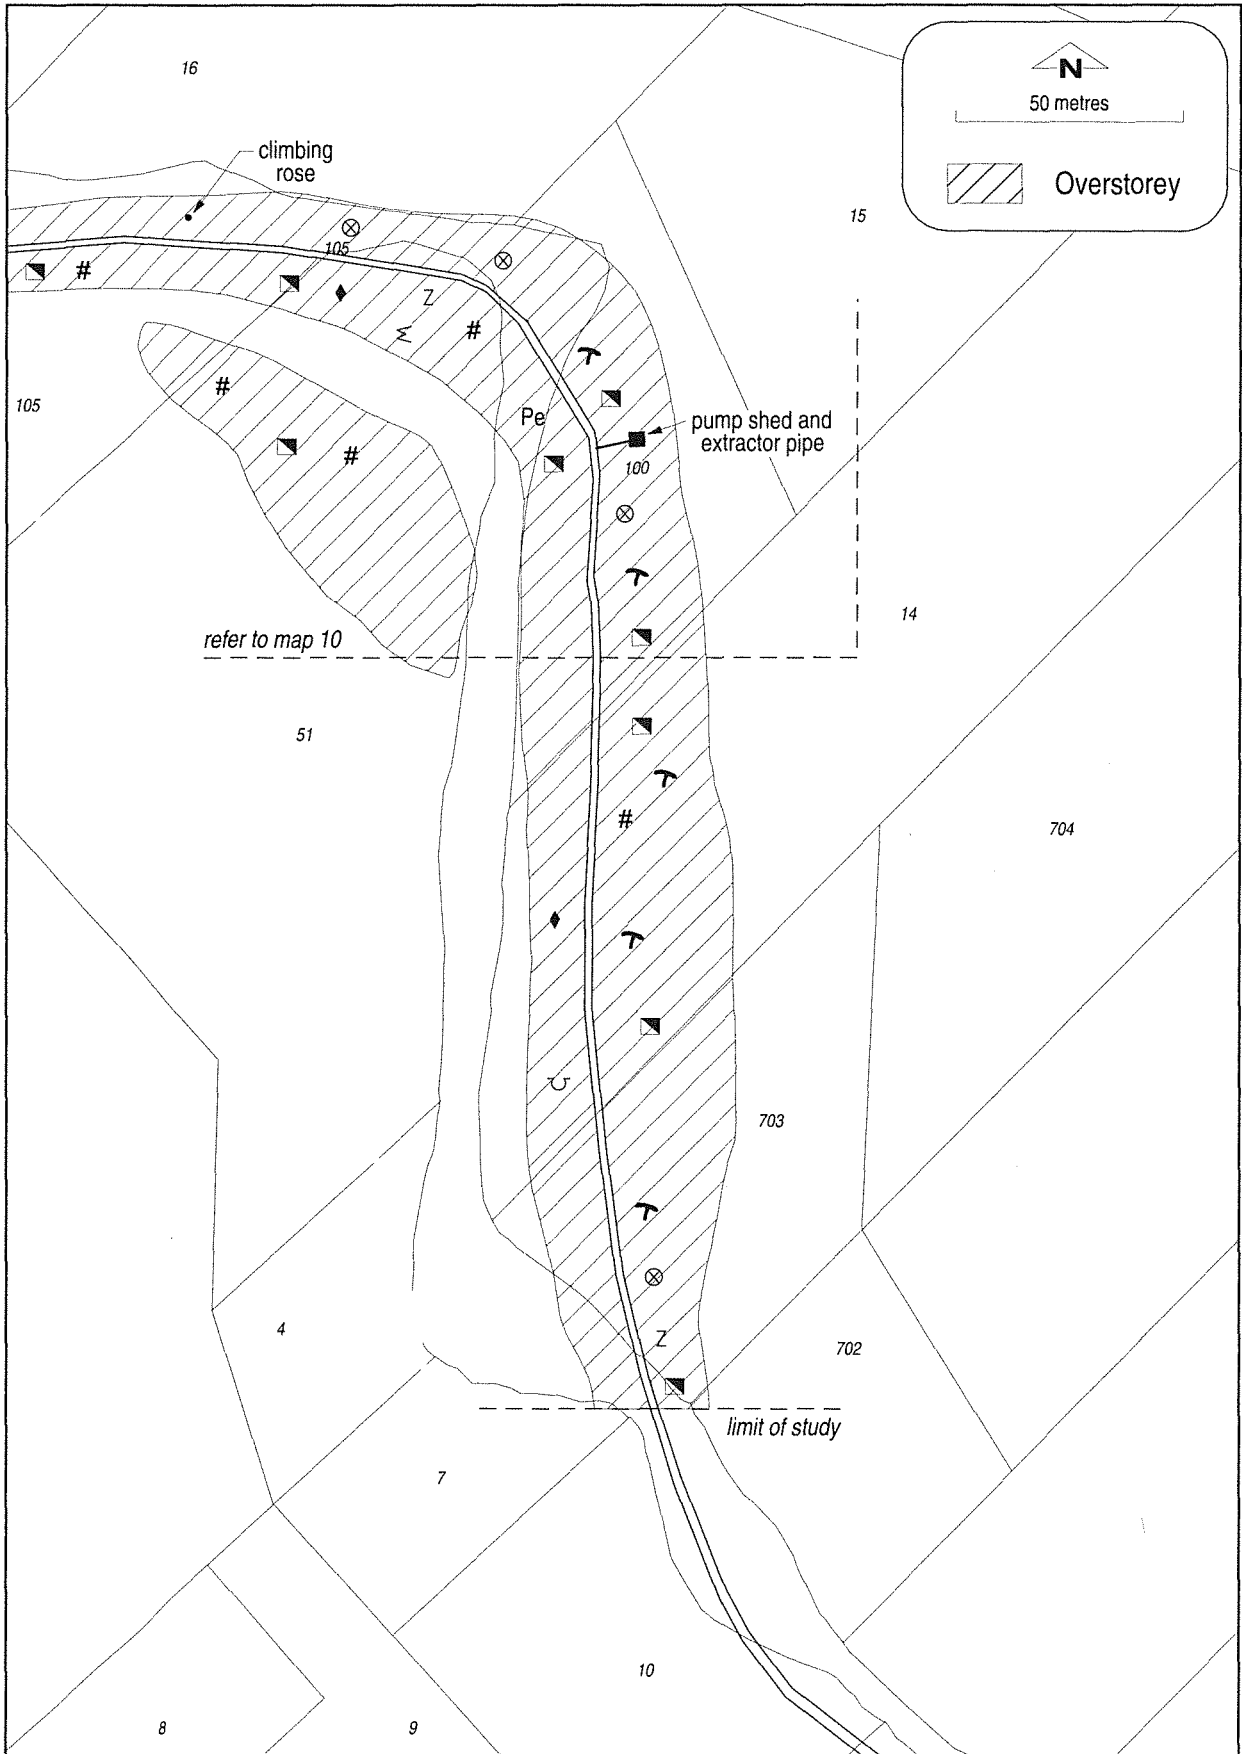 16
N
50 metres
Overstorey
climbing
rose
15
105
#
Z
#
Pe
105
#
#
pump shed and
extractor pipe
100
14
refer to map 10
51
#
704
703
4
Z
702
limit of study
7
10
8
9